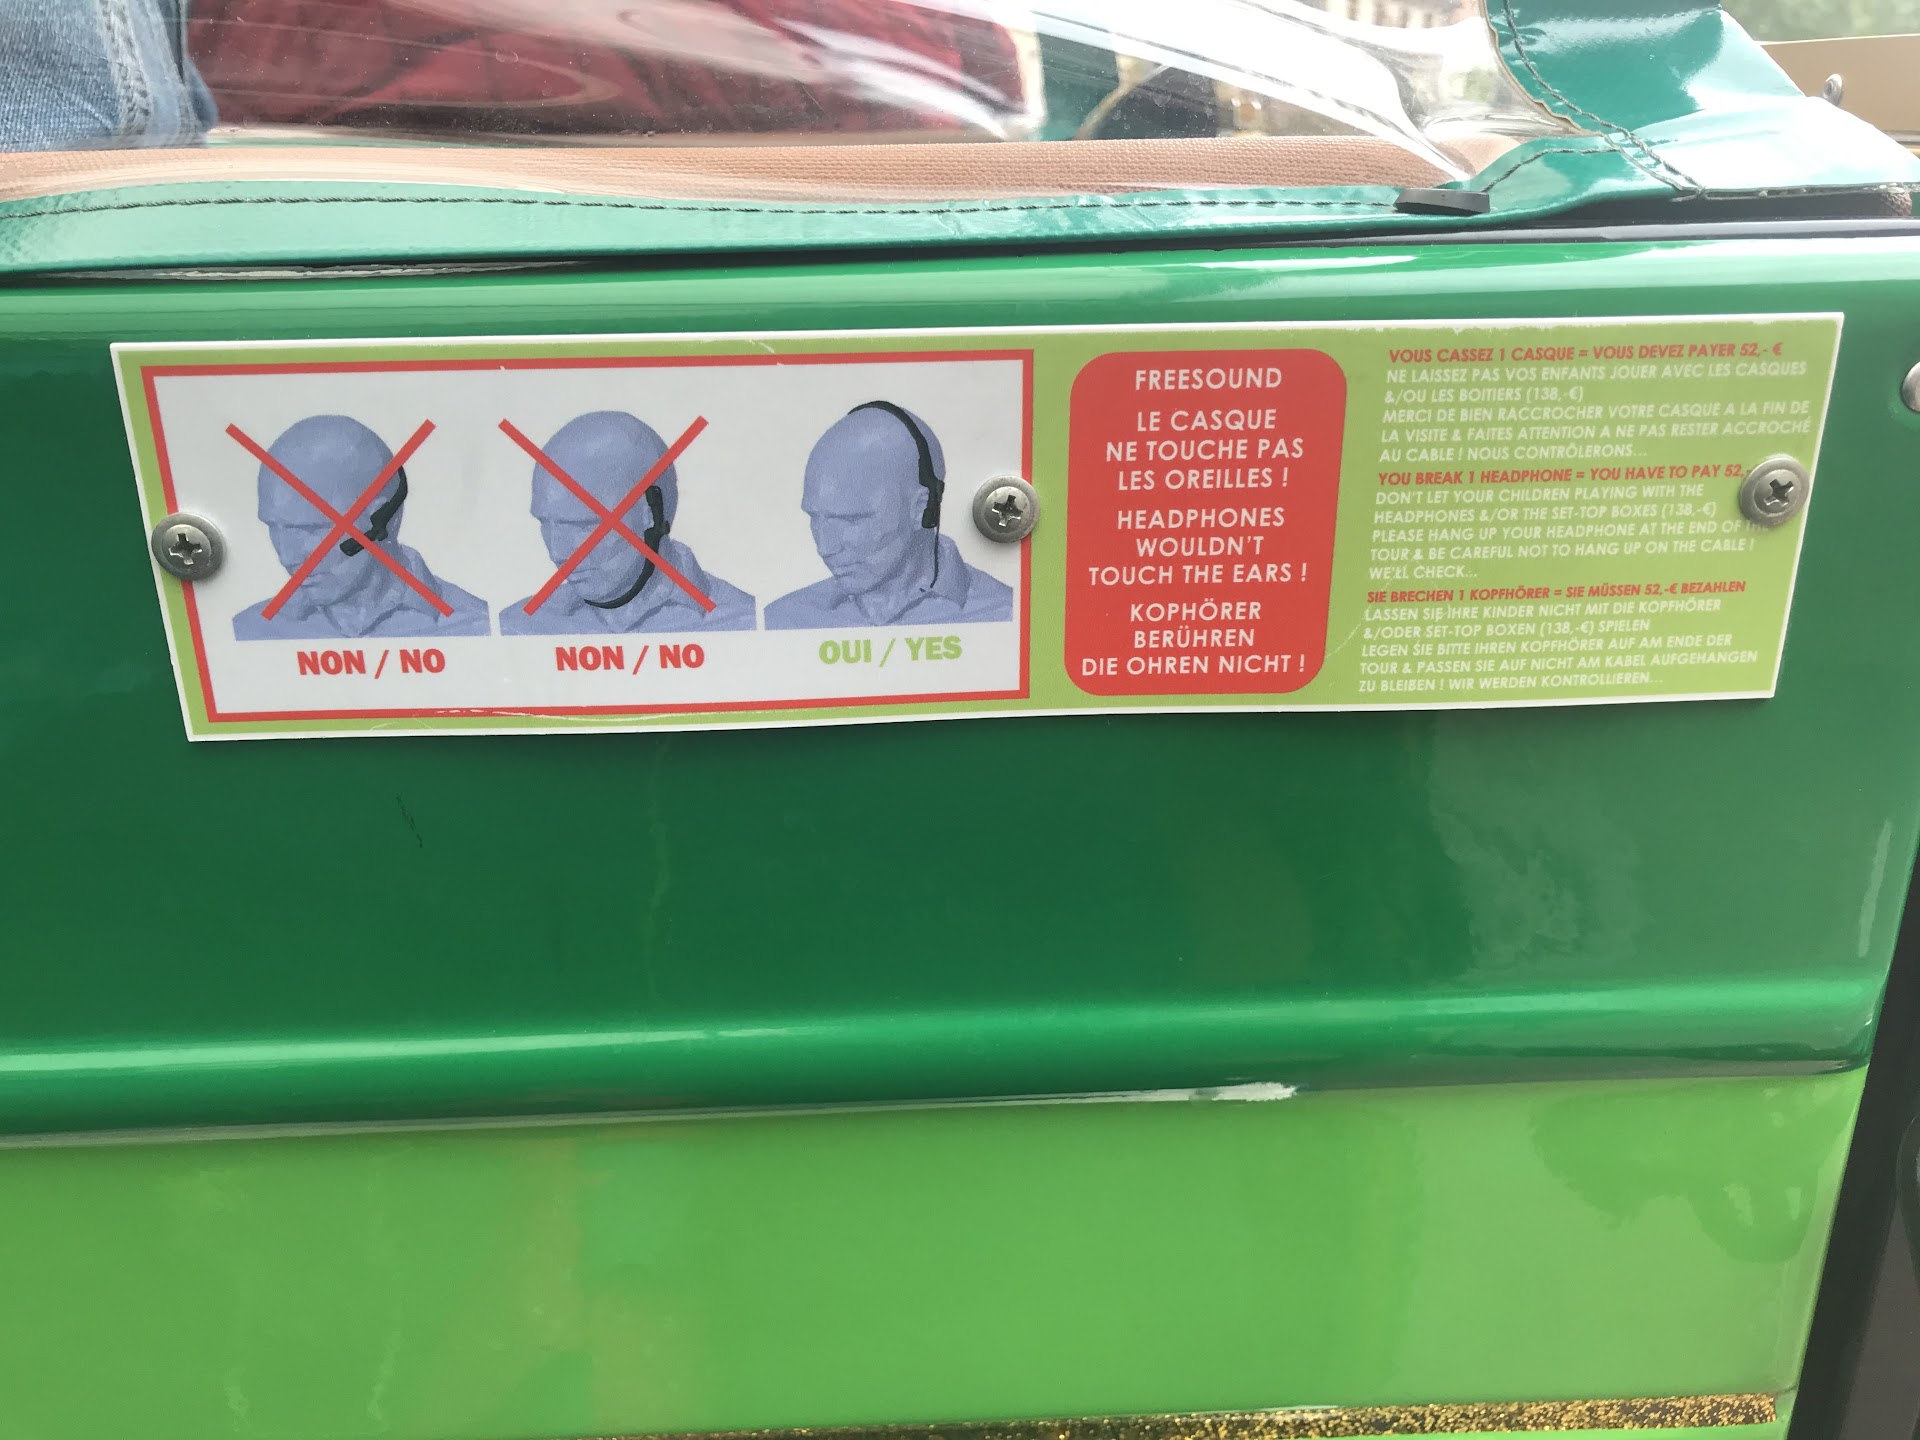 NON / NO
NON / NO
OUI / YES
FREESOUND
LE CASQUE
NE TOUCHE PAS
LES OREILLES !
HEADPHONES
WOULDN'T
TOUCH THE EARS !
KOPHÖRER
BERÜHREN
DIE OHREN NICHT !
VOUS CASSEZ 1 CASQUE = VOUS DEVEZ PAYER 52,- €
NE LAISSEZ PAS VOS ENFANTS JOUER AVEC LES CASQUES
&/OU LES BOITIERS (138,-€)
MERCI DE BIEN RACCROCHER VOTRE CASQUE A LA FIN DE
LA VISITE & FAITES ATTENTION A NE PAS RESTER ACCROCHÉ
AU CABLE ! NOUS CONTRÔLERONS...
YOU BREAK 1 HEADPHONE = YOU HAVE TO PAY 52,-
DON'T LET YOUR CHILDREN PLAYING WITH THE
HEADPHONES &/OR THE SET-TOP BOXES (138,-€)
PLEASE HANG UP YOUR HEADPHONE AT THE END OF THE
TOUR & BE CAREFUL NOT TO HANG UP ON THE CABLE !
WE'LL CHECK...
SIE BRECHEN 1 KOPFHÖRER = SIE MÜSSEN 52,-€ BEZAHLEN
LASSEN SIE IHRE KINDER NICHT MIT DIE KOPFHÖRER
&/ODER SET-TOP BOXEN (138,-€) SPIELEN
LEGEN SIE BITTE IHREN KOPFHÖRER AUF AM ENDE DER
TOUR & PASSEN SIE AUF NICHT AM KABEL AUFGEHANGEN
ZU BLEIBEN ! WIR WERDEN KONTROLLIEREN...